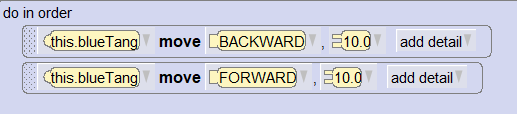 do in order
this.blueTang move BACKWARD , 10.0 add detail
this.blueTang move FORWARD , 10.0 add detail